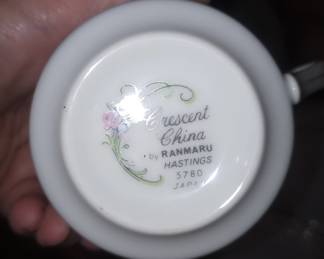 Crescent
China
by RANMARU
HASTINGS
5780
JAPAN